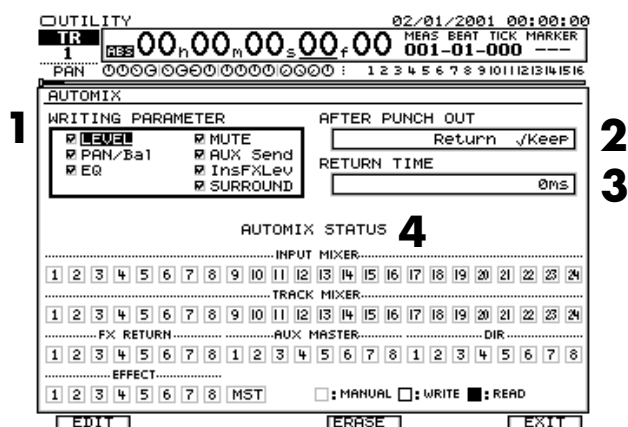 UTILITY 02/01/2001 00:00:00
TR MEAS BEAT TICK MARKER
1 ABS 00h00m00s00f00 001-01-000 ---
PAN 1 2 3 4 5 6 7 8 9 10 11 12 13 14 15 16
AUTOMIX
1 WRITING PARAMETER AFTER PUNCH OUT
LEVEL MUTE Return √Keep 2
PAN/Bal AUX Send RETURN TIME
EQ InsFXLev 0ms 3
SURROUND
AUTOMIX STATUS 4
INPUT MIXER
1 2 3 4 5 6 7 8 9 10 11 12 13 14 15 16 17 18 19 20 21 22 23 24
TRACK MIXER
1 2 3 4 5 6 7 8 9 10 11 12 13 14 15 16 17 18 19 20 21 22 23 24
FX RETURN AUX MASTER DIR
1 2 3 4 5 6 7 8 1 2 3 4 5 6 7 8 1 2 3 4 5 6 7 8
EFFECT
1 2 3 4 5 6 7 8 MST :MANUAL :WRITE :READ
EDIT ERASE EXIT